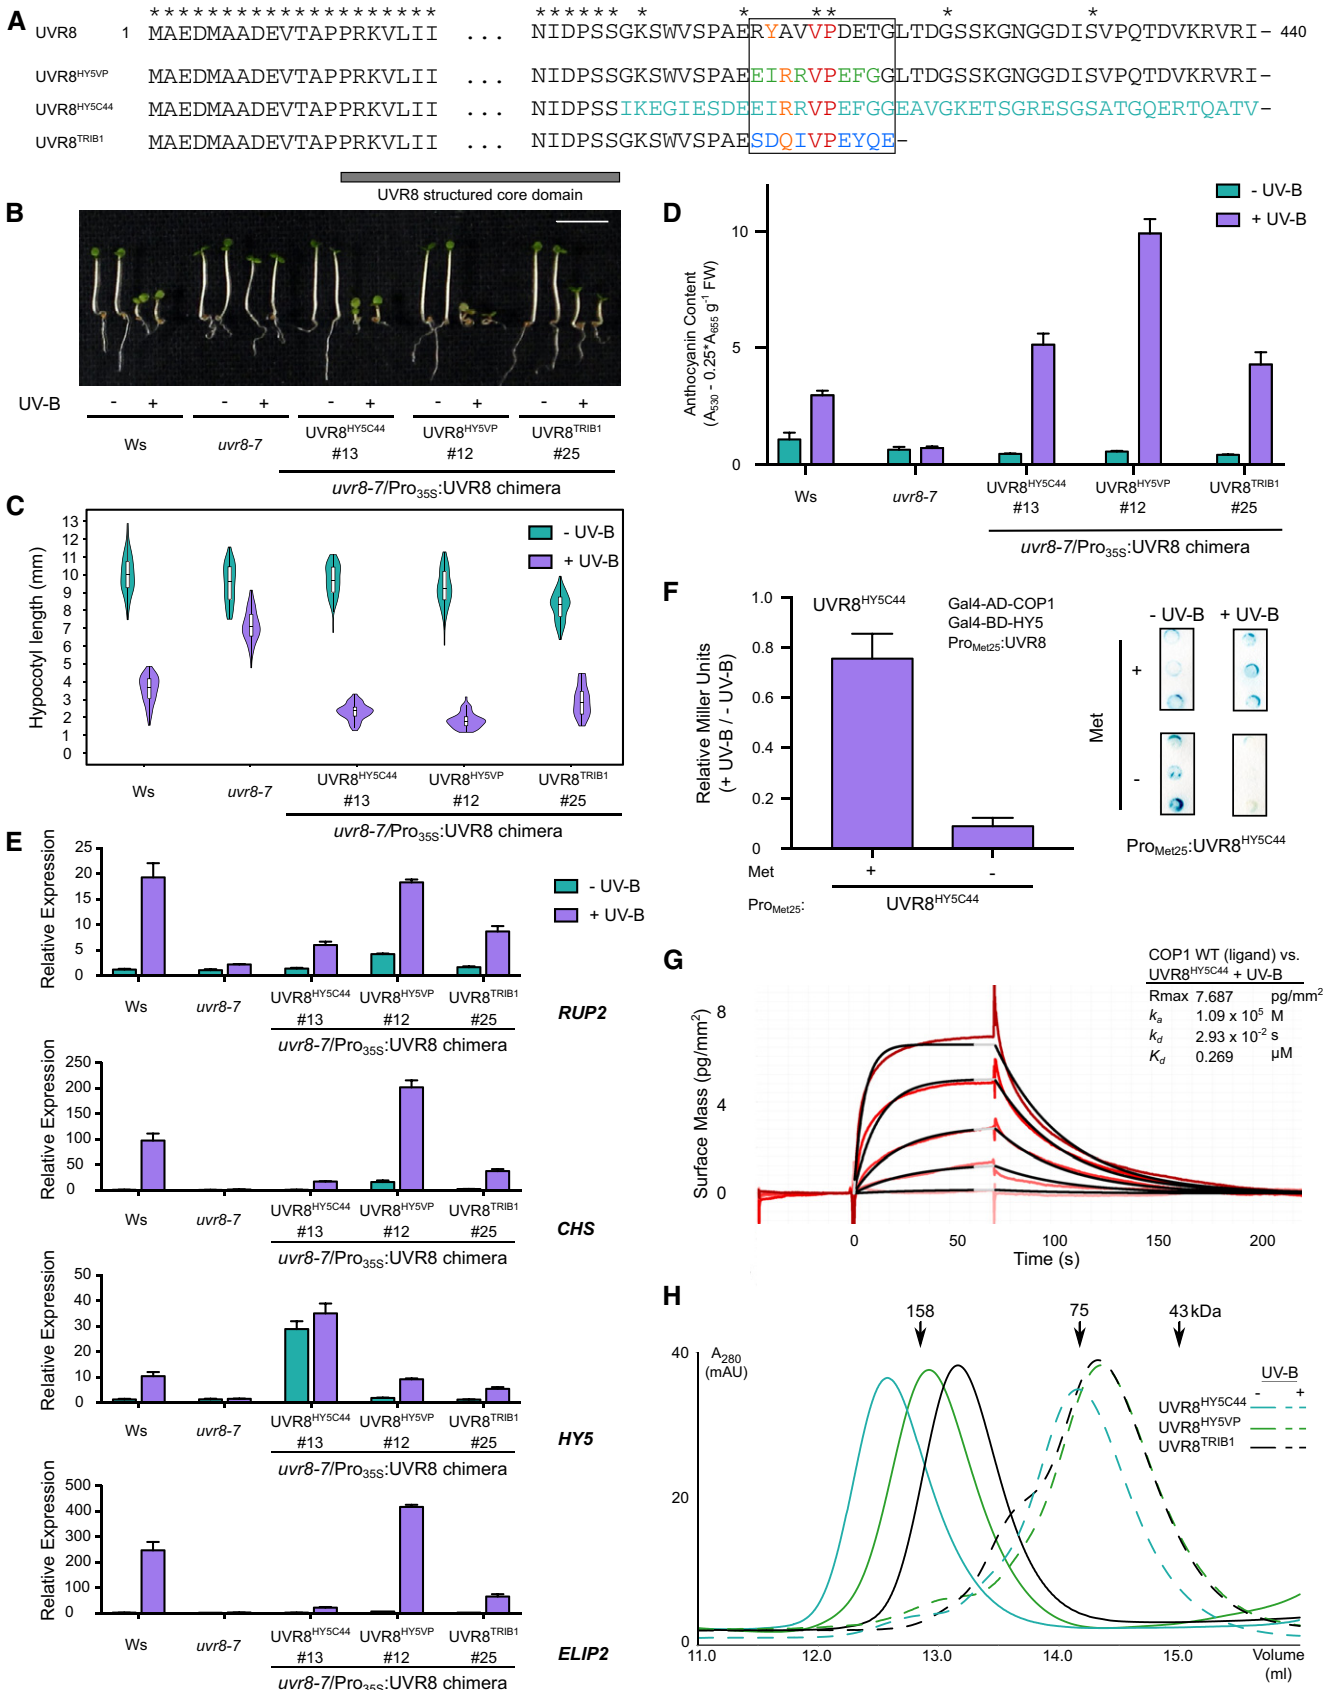 A
* * * * * * * * * * * * * * * * * * * * * * * * * * * * * * *
UVR8 1 MAEDMAADEVTAPPRKVLII ... NIDPSSGKSWVSPAERYAVVPDETGLTDGSSKGNGGDISVPQTDVKRVRI– 440
UVR8HY5VP MAEDMAADEVTAPPRKVLII ... NIDPSSGKSWVSPAEEIRRVPEFGGLTDGSSKGNGGDISVPQTDVKRVRI–
UVR8HY5C44 MAEDMAADEVTAPPRKVLII ... NIDPSSIKEGIESDEEIRRVPEFGGEAVGKETSGRESGSATGQERTQATV–
UVR8TRIB1 MAEDMAADEVTAPPRKVLII ... NIDPSSGKSWVSPAESDQIVPEYQE–
UVR8 structured core domain
B
UV-B - + - + - + - + - +
Ws uvr8-7 UVR8HY5C44 #13 UVR8HY5VP #12 UVR8TRIB1 #25
uvr8-7/Pro35S:UVR8 chimera
C
Hypocotyl length (mm)
13
12
11
10
9
8
7
6
5
4
3
2
1
0
- UV-B
+ UV-B
Ws uvr8-7 UVR8HY5C44 #13 UVR8HY5VP #12 UVR8TRIB1 #25
uvr8-7/Pro35S:UVR8 chimera
D
Anthocyanin Content
(A530 - 0.25*A655 g-1 FW)
10
5
0
- UV-B
+ UV-B
Ws uvr8-7 UVR8HY5C44 #13 UVR8HY5VP #12 UVR8TRIB1 #25
uvr8-7/Pro35S:UVR8 chimera
E
Relative Expression
25
20
15
10
5
0
- UV-B
+ UV-B
Ws uvr8-7 UVR8HY5C44 #13 UVR8HY5VP #12 UVR8TRIB1 #25
RUP2
uvr8-7/Pro35S:UVR8 chimera
Relative Expression
250
200
150
100
50
0
Ws uvr8-7 UVR8HY5C44 #13 UVR8HY5VP #12 UVR8TRIB1 #25
CHS
uvr8-7/Pro35S:UVR8 chimera
Relative Expression
50
40
30
20
10
0
Ws uvr8-7 UVR8HY5C44 #13 UVR8HY5VP #12 UVR8TRIB1 #25
HY5
uvr8-7/Pro35S:UVR8 chimera
Relative Expression
500
400
300
200
100
0
Ws uvr8-7 UVR8HY5C44 #13 UVR8HY5VP #12 UVR8TRIB1 #25
ELIP2
uvr8-7/Pro35S:UVR8 chimera
F
Relative Miller Units
(+ UV-B / - UV-B)
1.0
0.8
0.6
0.4
0.2
0
UVR8HY5C44
Gal4-AD-COP1
Gal4-BD-HY5
ProMet25:UVR8
Met + -
ProMet25: UVR8HY5C44
- UV-B + UV-B
Met
+
-
ProMet25:UVR8HY5C44
G
COP1 WT (ligand) vs.
UVR8HY5C44 + UV-B
Rmax 7.687 pg/mm2
ka 1.09 x 105 M
kd 2.93 x 10-2 s
Kd 0.269 µM
Surface Mass (pg/mm2)
8
4
0
0 50 100 150 200
Time (s)
H
158 75 43 kDa
A280
(mAU)
40
20
0
UV-B
- +
UVR8HY5C44
UVR8HY5VP
UVR8TRIB1
11.0 12.0 13.0 14.0 15.0 Volume
(ml)